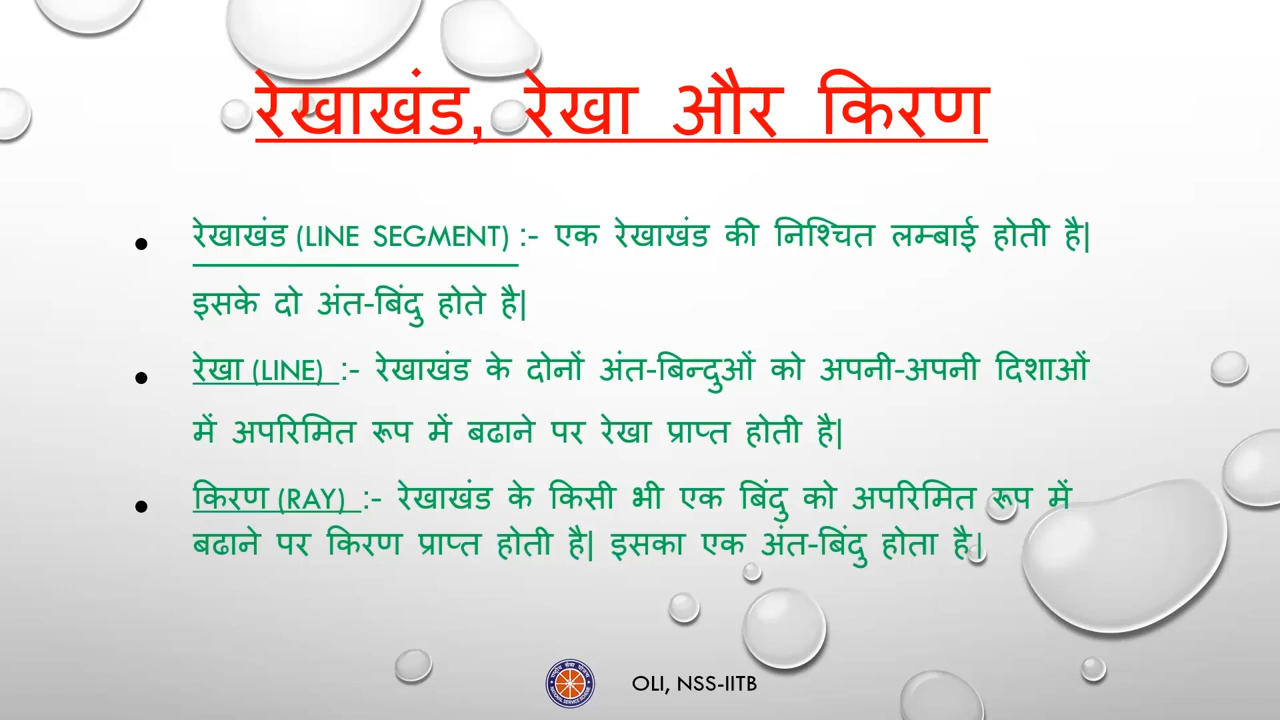 रेखाखंड, रेखा और किरण
• रेखाखंड (LINE SEGMENT) :- एक रेखाखंड की निश्चित लम्बाई होती है|
इसके दो अंत-बिंदु होते है|
• रेखा (LINE) :- रेखाखंड के दोनों अंत-बिन्दुओं को अपनी-अपनी दिशाओं
में अपरिमित रूप में बढाने पर रेखा प्राप्त होती है|
• किरण (RAY) :- रेखाखंड के किसी भी एक बिंदु को अपरिमित रूप में
बढाने पर किरण प्राप्त होती है| इसका एक अंत-बिंदु होता है|
OLI, NSS-IITB